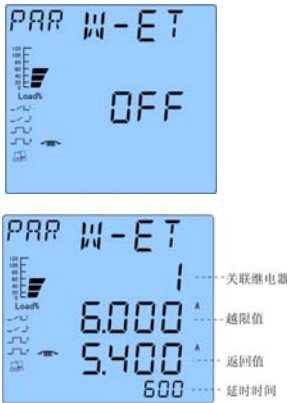 PAR W-ET
Load%
OFF
PAR W-ET
Load%
1
关联继电器
6.000 A
越限值
5.400 A
返回值
600
延时时间